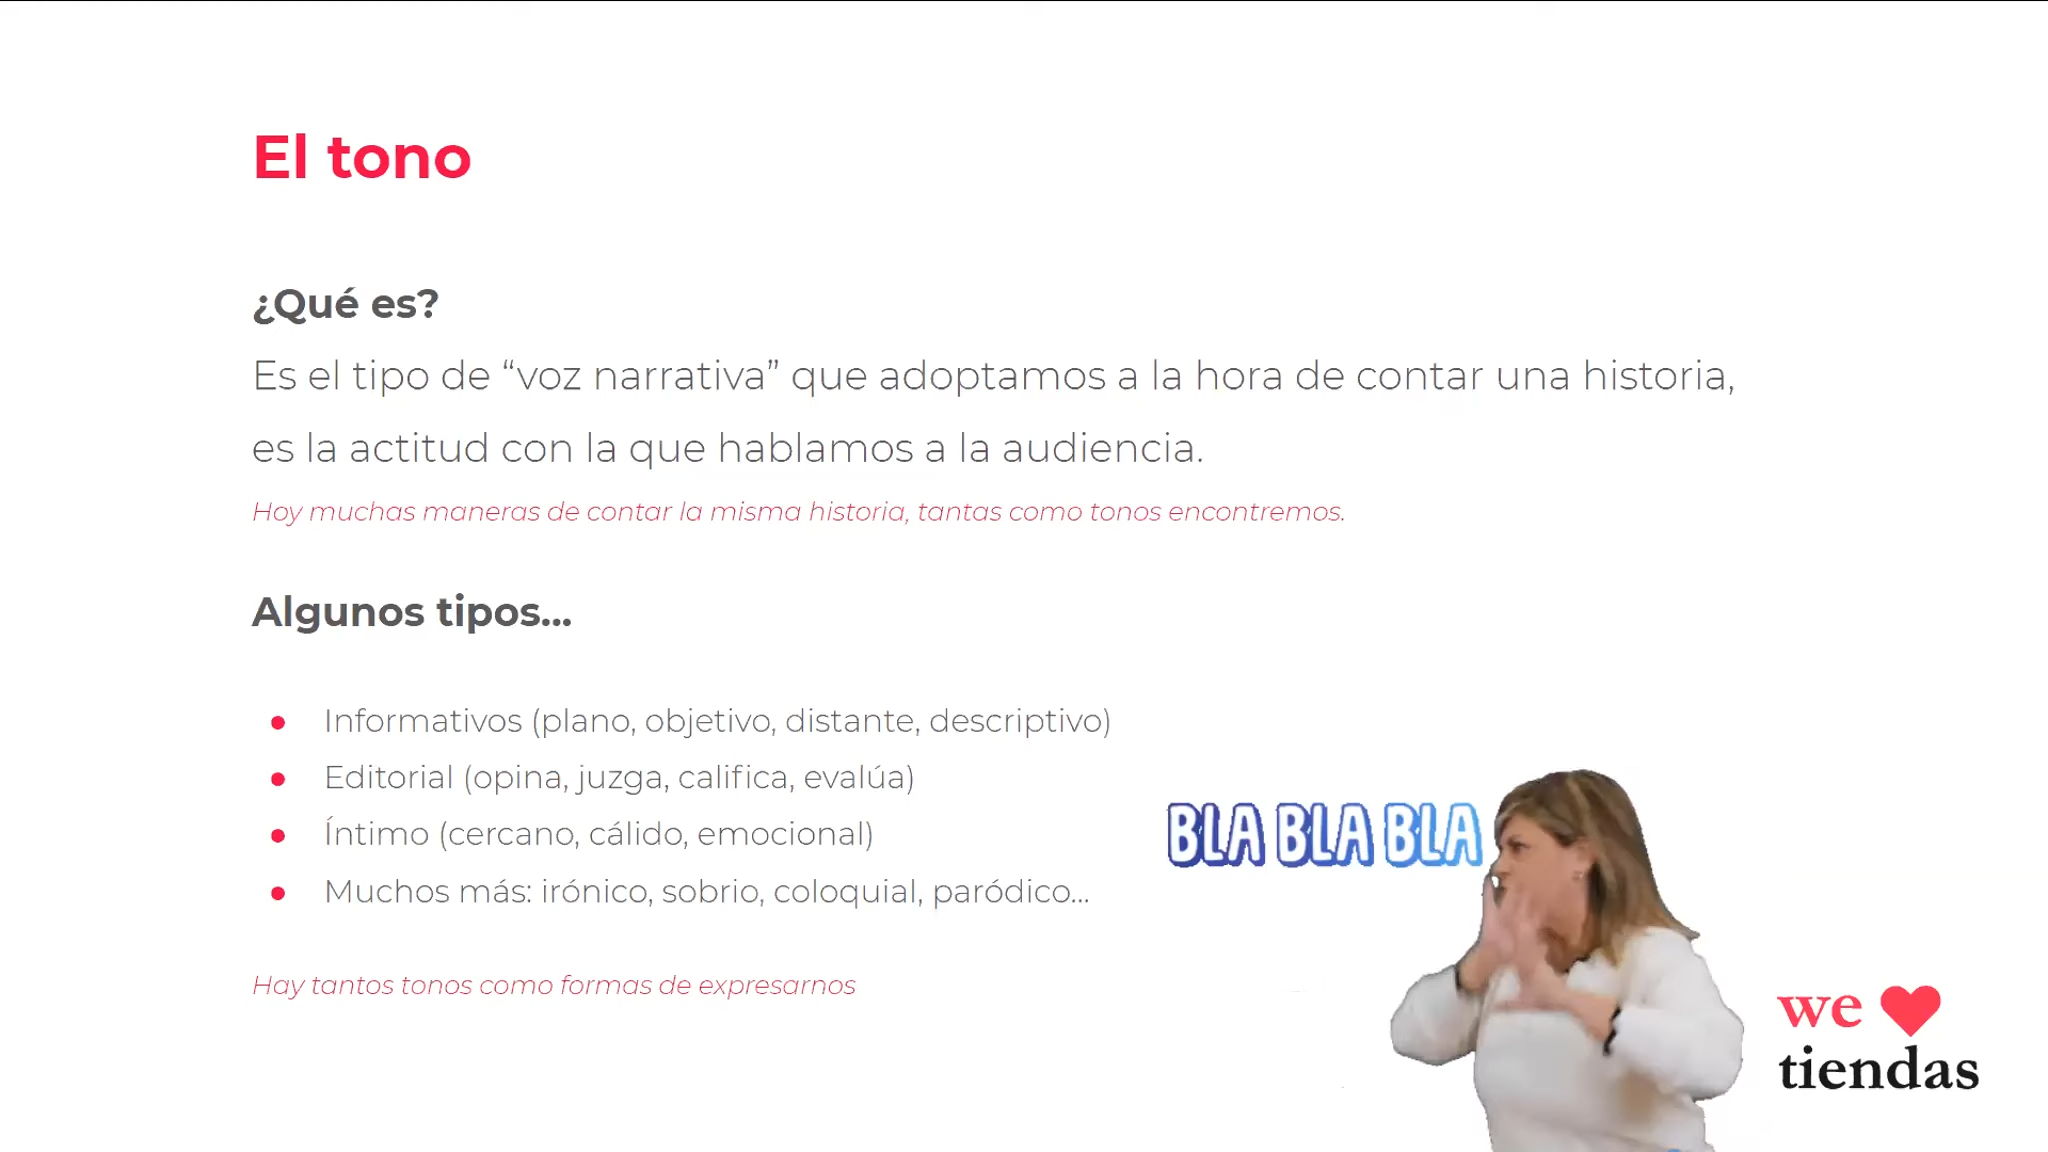 El tono
¿Qué es?
Es el tipo de “voz narrativa” que adoptamos a la hora de contar una historia,
es la actitud con la que hablamos a la audiencia.
Hoy muchas maneras de contar la misma historia, tantas como tonos encontremos.
Algunos tipos...
● Informativos (plano, objetivo, distante, descriptivo)
● Editorial (opina, juzga, califica, evalúa)
● Íntimo (cercano, cálido, emocional)
● Muchos más: irónico, sobrio, coloquial, paródico...
Hay tantos tonos como formas de expresarnos
BLA BLA BLA
we
tiendas